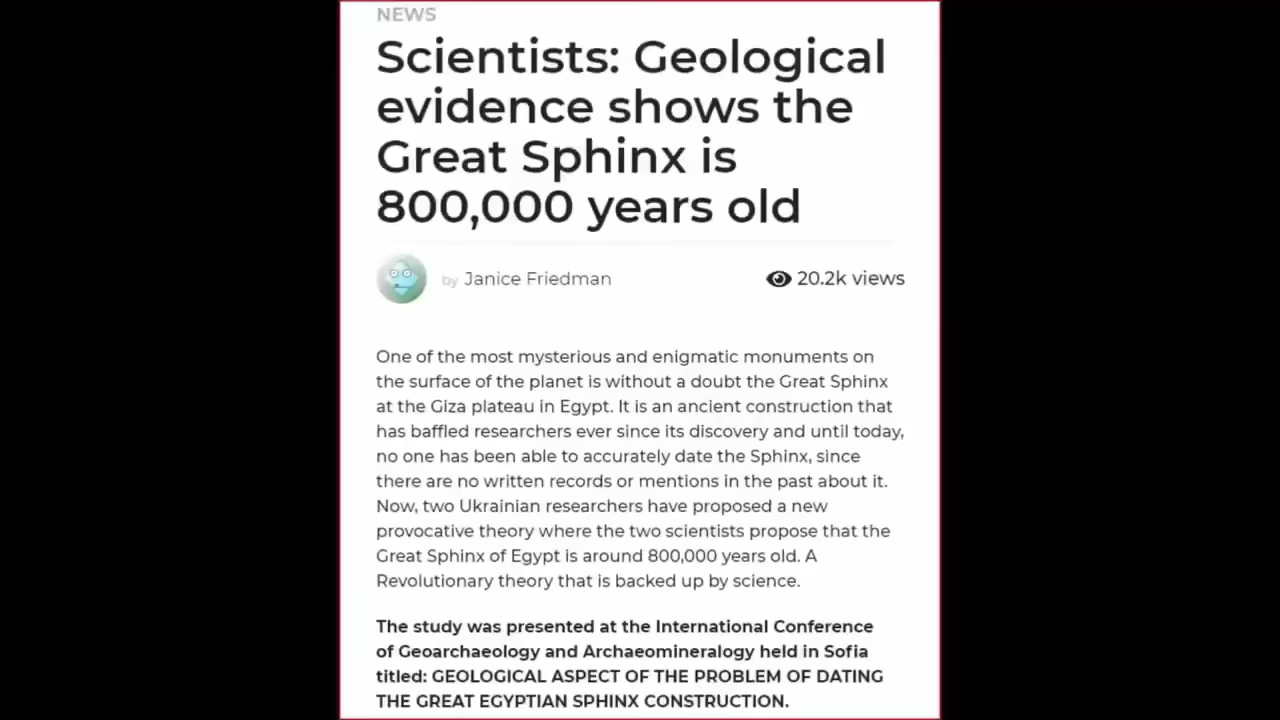 NEWS
Scientists: Geological
evidence shows the
Great Sphinx is
800,000 years old
by Janice Friedman
20.2k views
One of the most mysterious and enigmatic monuments on
the surface of the planet is without a doubt the Great Sphinx
at the Giza plateau in Egypt. It is an ancient construction that
has baffled researchers ever since its discovery and until today,
no one has been able to accurately date the Sphinx, since
there are no written records or mentions in the past about it.
Now, two Ukrainian researchers have proposed a new
provocative theory where the two scientists propose that the
Great Sphinx of Egypt is around 800,000 years old. A
Revolutionary theory that is backed up by science.
The study was presented at the International Conference
of Geoarchaeology and Archaeomineralogy held in Sofia
titled: GEOLOGICAL ASPECT OF THE PROBLEM OF DATING
THE GREAT EGYPTIAN SPHINX CONSTRUCTION.